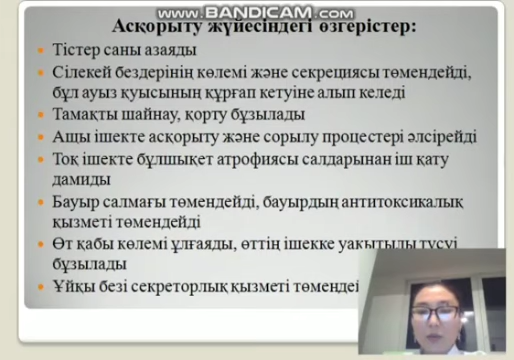 www.BANDICAM.com
Асқорыту жүйесіндегі өзгерістер:
Тістер саны азаяды
Сілекей бездерінің көлемі және секрециясы төмендейді,
бұл ауыз қуысының құрғап кетуіне алып келеді
Тамақты шайнау, қорту бұзылады
Ащы ішекте асқорыту және сорылу процестері әлсірейді
Тоқ ішекте бұлшықет атрофиясы салдарынан іш қату
дамиды
Бауыр салмағы төмендейді, бауырдың антитоксикалық
қызметі төмендейді
Өт қабы көлемі ұлғаяды, өттің ішекке уақытылы түсуі
бұзылады
Ұйқы безі секреторлық қызметі төмендей